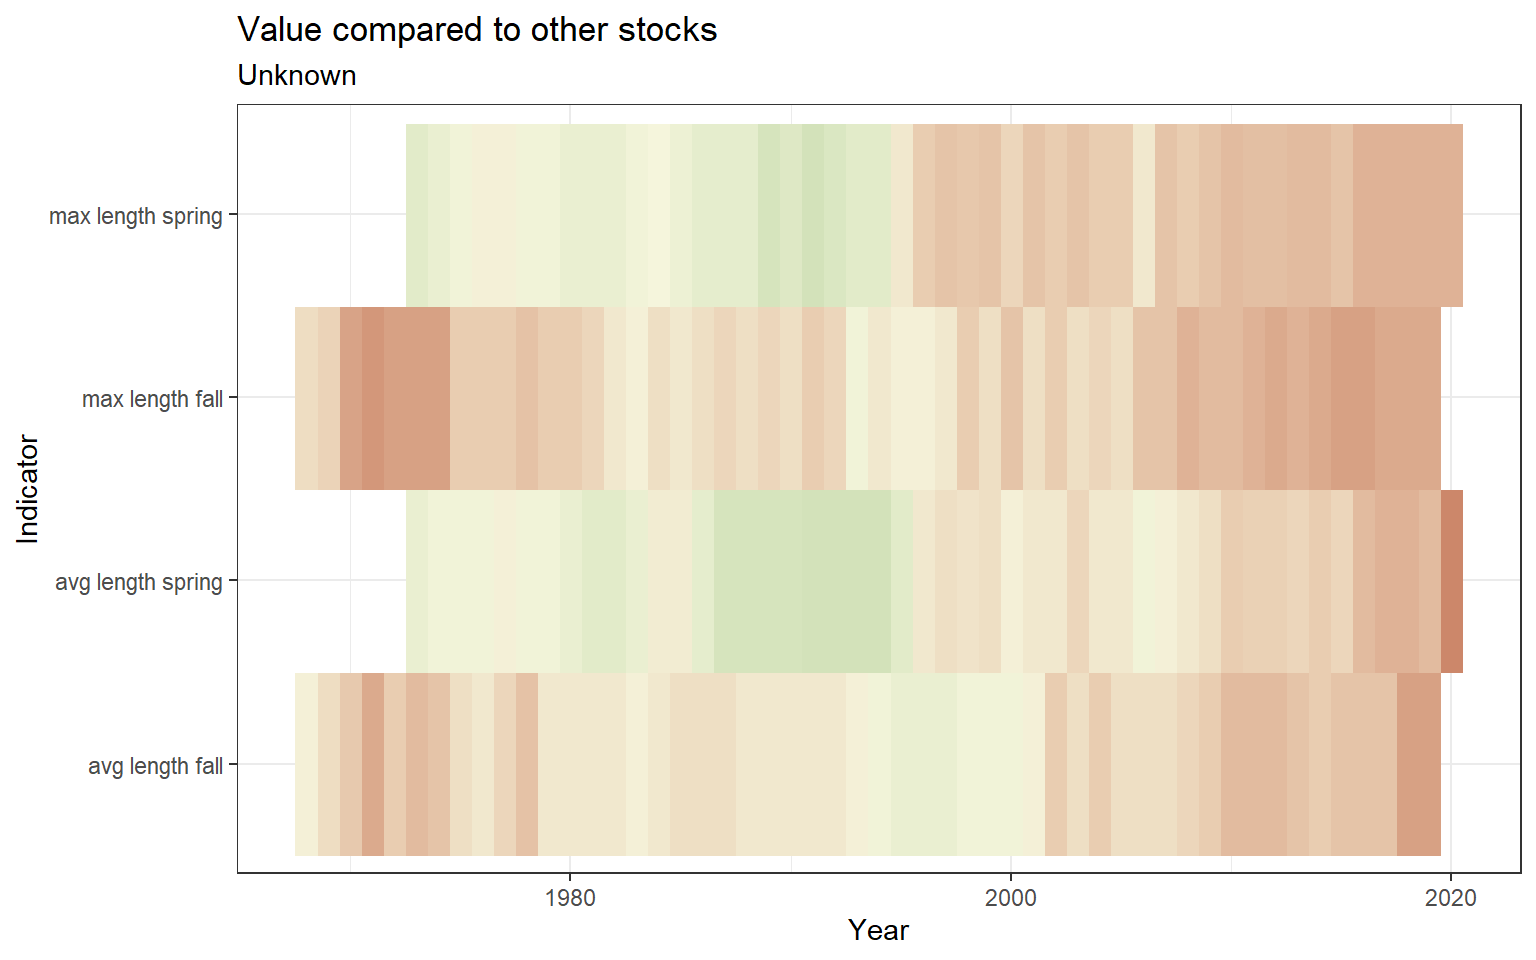 Value compared to other stocks
Unknown
max length spring
max length fall
avg length spring
avg length fall
Indicator
1980
2000
2020
Year